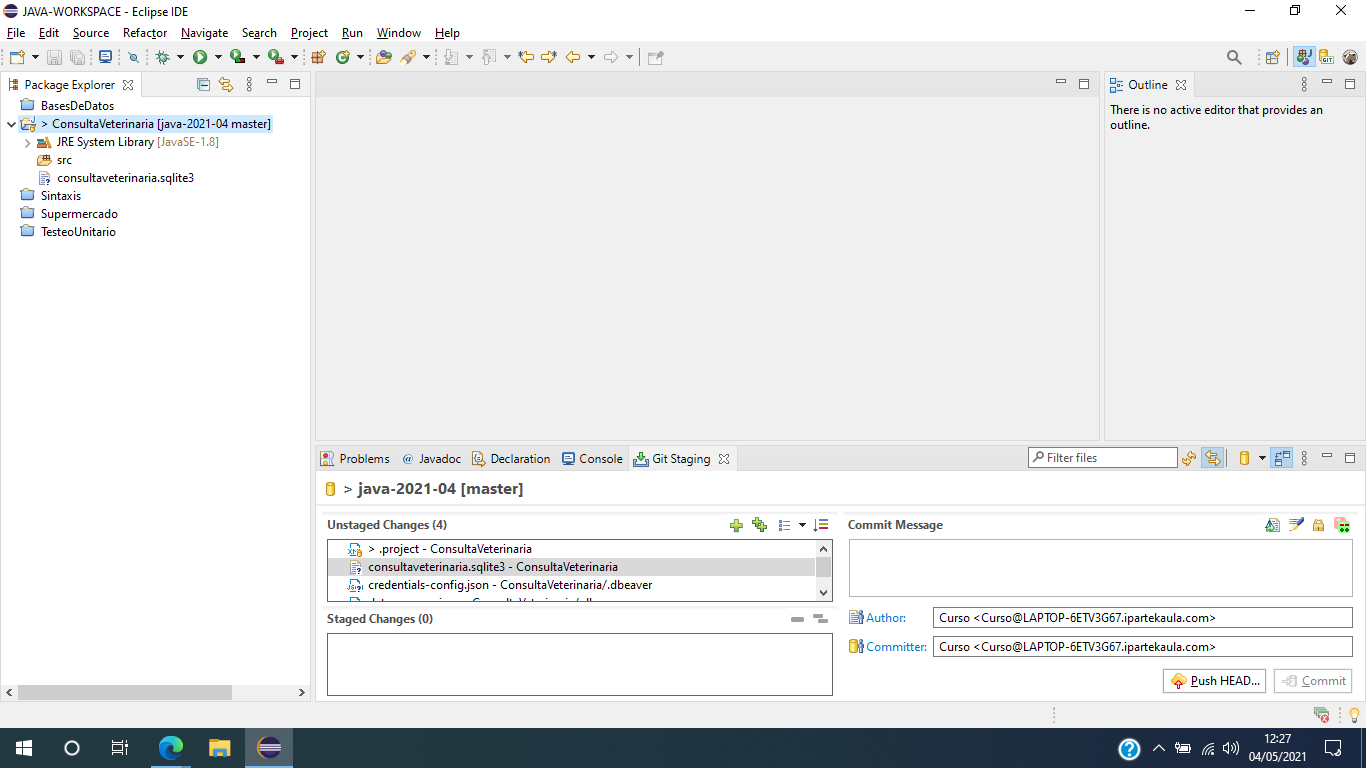 JAVA-WORKSPACE - Eclipse IDE
File Edit Source Refactor Navigate Search Project Run Window Help
Package Explorer
Outline
BasesDeDatos
> ConsultaVeterinaria [java-2021-04 master]
JRE System Library [JavaSE-1.8]
src
consultaveterinaria.sqlite3
Sintaxis
Supermercado
TesteoUnitario
There is no active editor that provides an
outline.
Problems @ Javadoc Declaration Console Git Staging
Filter files
> java-2021-04 [master]
Unstaged Changes (4)
> .project - ConsultaVeterinaria
consultaveterinaria.sqlite3 - ConsultaVeterinaria
credentials-config.json - ConsultaVeterinaria/.dbeaver
Staged Changes (0)
Commit Message
Author: Curso <Curso@LAPTOP-6ETV3G67.ipartekaula.com>
Committer: Curso <Curso@LAPTOP-6ETV3G67.ipartekaula.com>
Push HEAD... Commit
12:27
04/05/2021